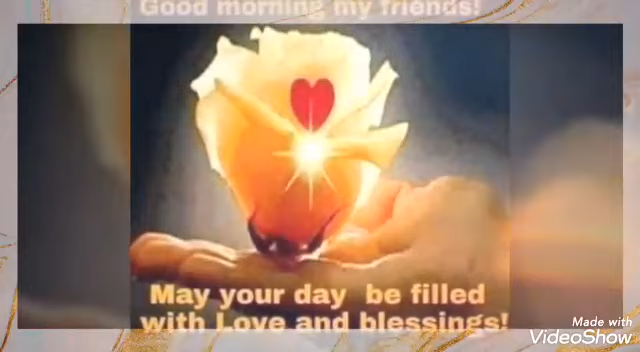 Good morning my friends!
May your day be filled
with Love and blessings!
Made with
VideoShow